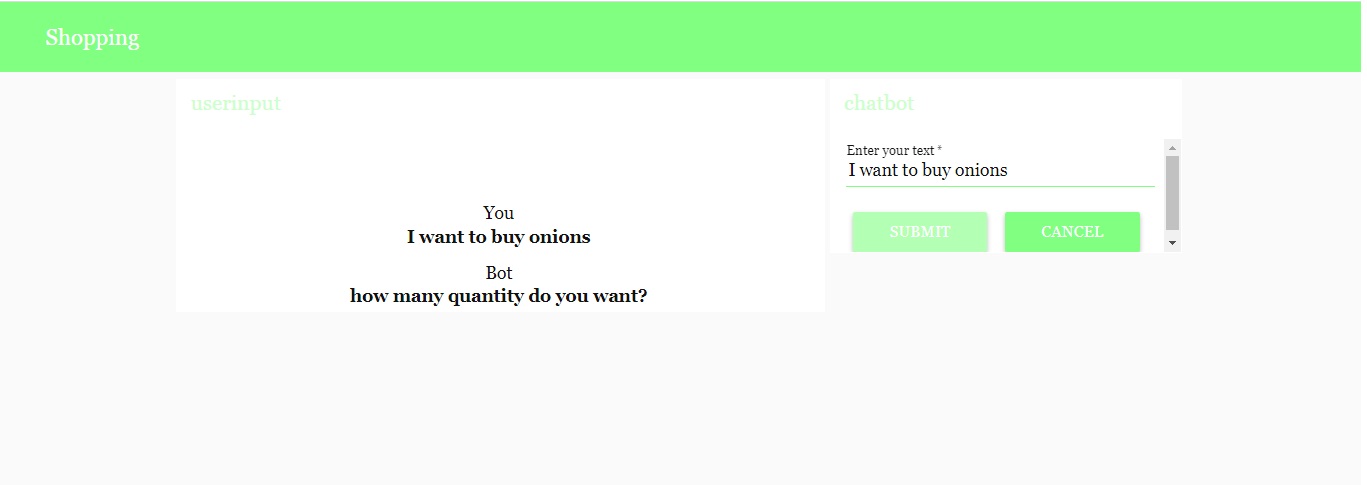 Shopping
userinput
You
I want to buy onions
Bot
how many quantity do you want?
chatbot
Enter your text *
I want to buy onions
SUBMIT CANCEL